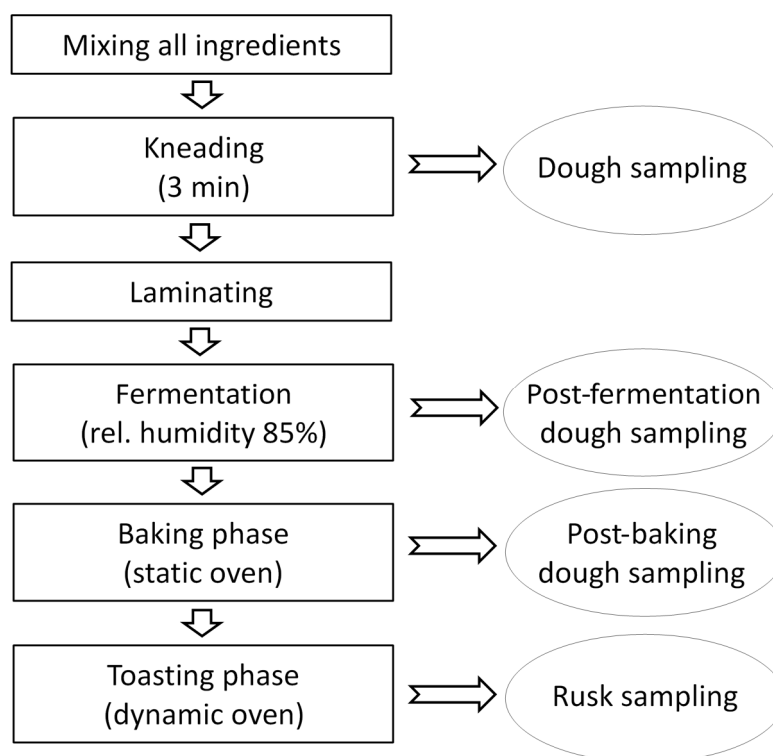 Mixing all ingredients
Kneading
(3 min)
Dough sampling
Laminating
Fermentation
(rel. humidity 85%)
Post-fermentation
dough sampling
Baking phase
(static oven)
Post-baking
dough sampling
Toasting phase
(dynamic oven)
Rusk sampling